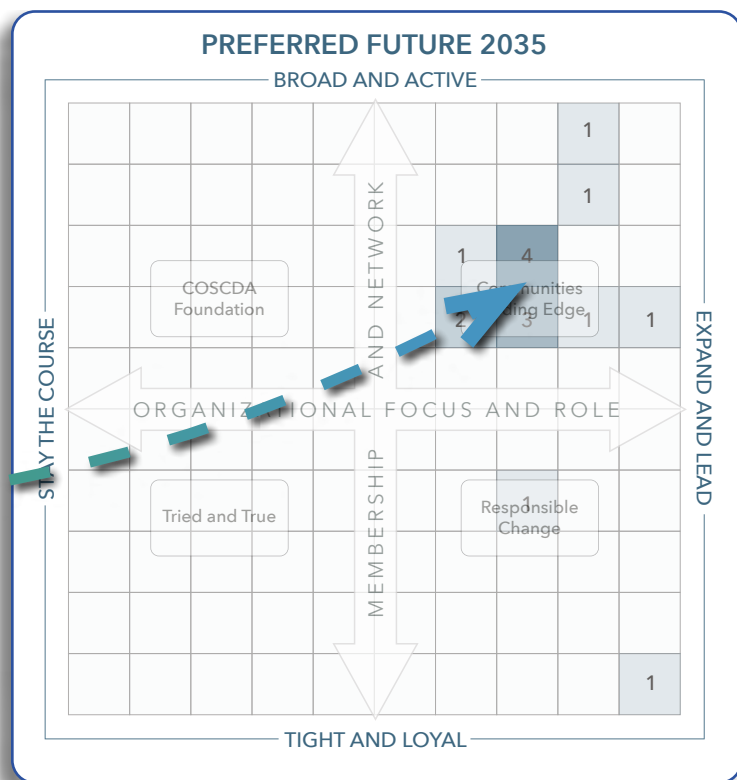 PREFERRED FUTURE 2035
BROAD AND ACTIVE
1
1
1 4
COSCDA
Foundation
2 3 1 1
Edge
STAY THE COURSE
EXPAND AND LEAD
ORGANIZATIONAL FOCUS AND ROLE
MEMBERSHIP AND NETWORK
Tried and True
1
Responsible
Change
1
TIGHT AND LOYAL